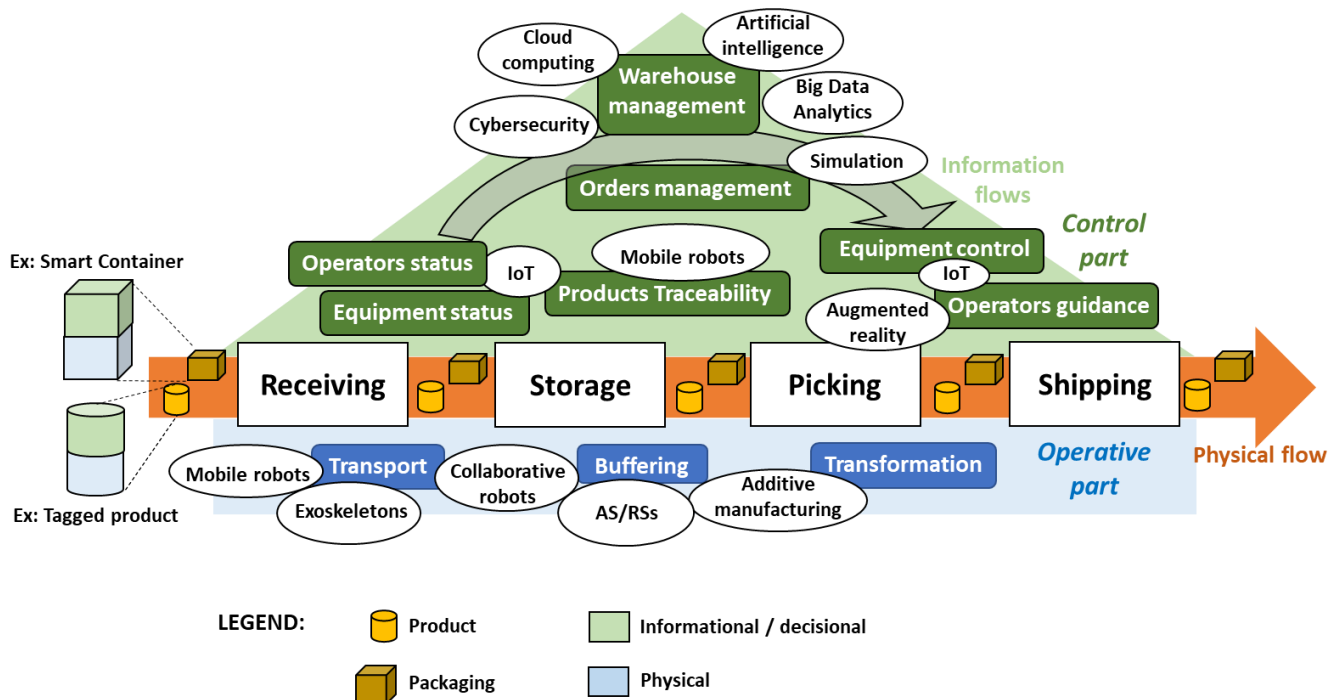 Cloud
computing
Artificial
intelligence
Warehouse
management
Big Data
Analytics
Cybersecurity
Simulation
Information
flows
Orders management
Control
part
Operators status
IoT
Mobile robots
Equipment control
IoT
Ex: Smart Container
Equipment status
Products Traceability
Augmented
reality
Operators guidance
Receiving
Storage
Picking
Shipping
Physical flow
Mobile robots
Transport
Collaborative
robots
Buffering
Transformation
Operative
part
Exoskeletons
AS/RSs
Additive
manufacturing
Ex: Tagged product
LEGEND:
Product
Informational / decisional
Packaging
Physical